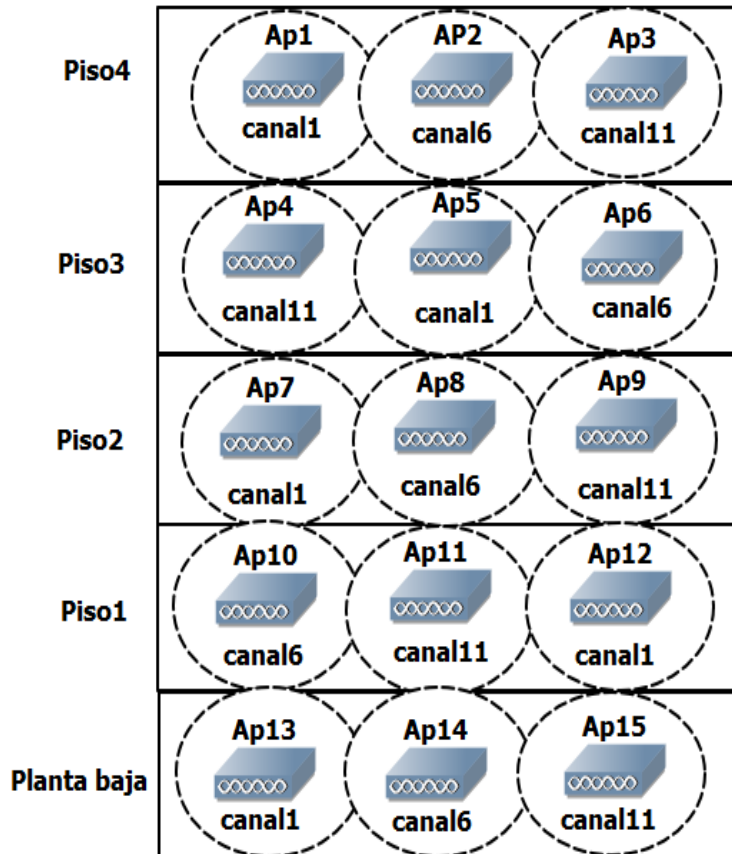 Ap1 AP2 Ap3
Piso4
canal1 canal6 canal11
Ap4 Ap5 Ap6
Piso3
canal11 canal1 canal6
Ap7 Ap8 Ap9
Piso2
canal1 canal6 canal11
Ap10 Ap11 Ap12
Piso1
canal6 canal11 canal1
Ap13 Ap14 Ap15
Planta baja
canal1 canal6 canal11